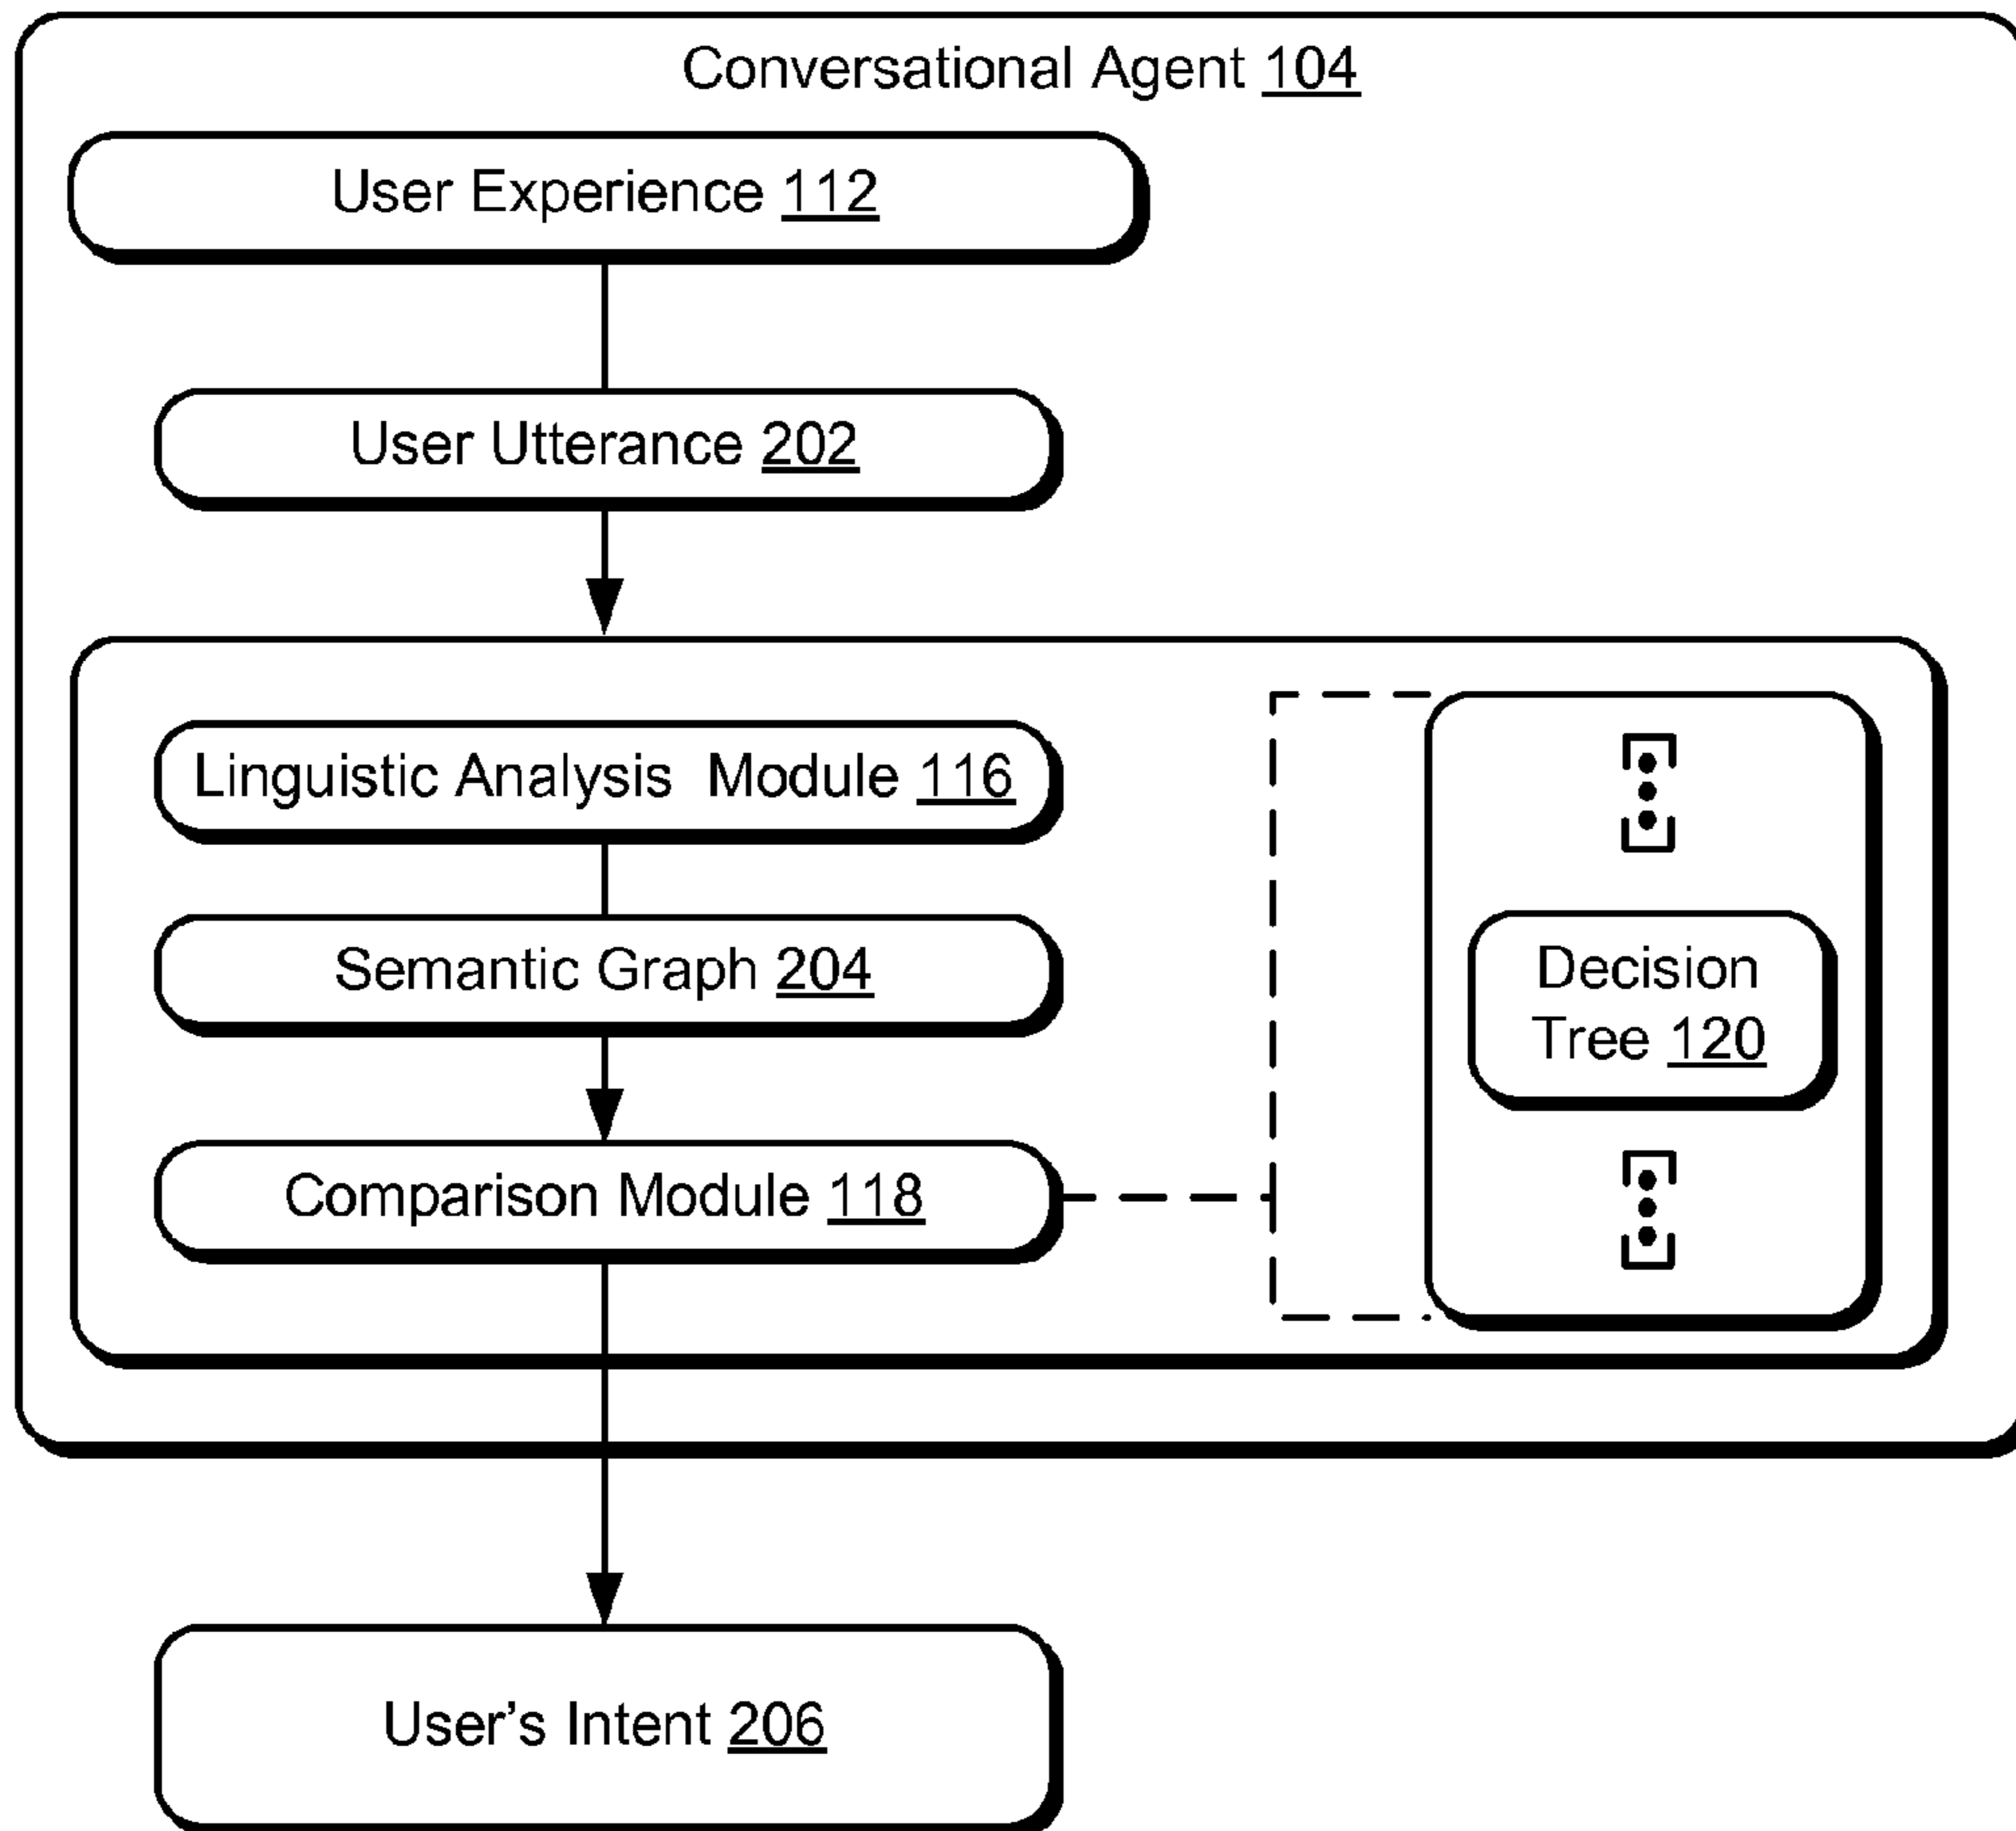 Conversational Agent 104
User Experience 112
User Utterance 202
Linguistic Analysis Module 116
Semantic Graph 204
Comparison Module 118
Decision
Tree 120
User’s Intent 206